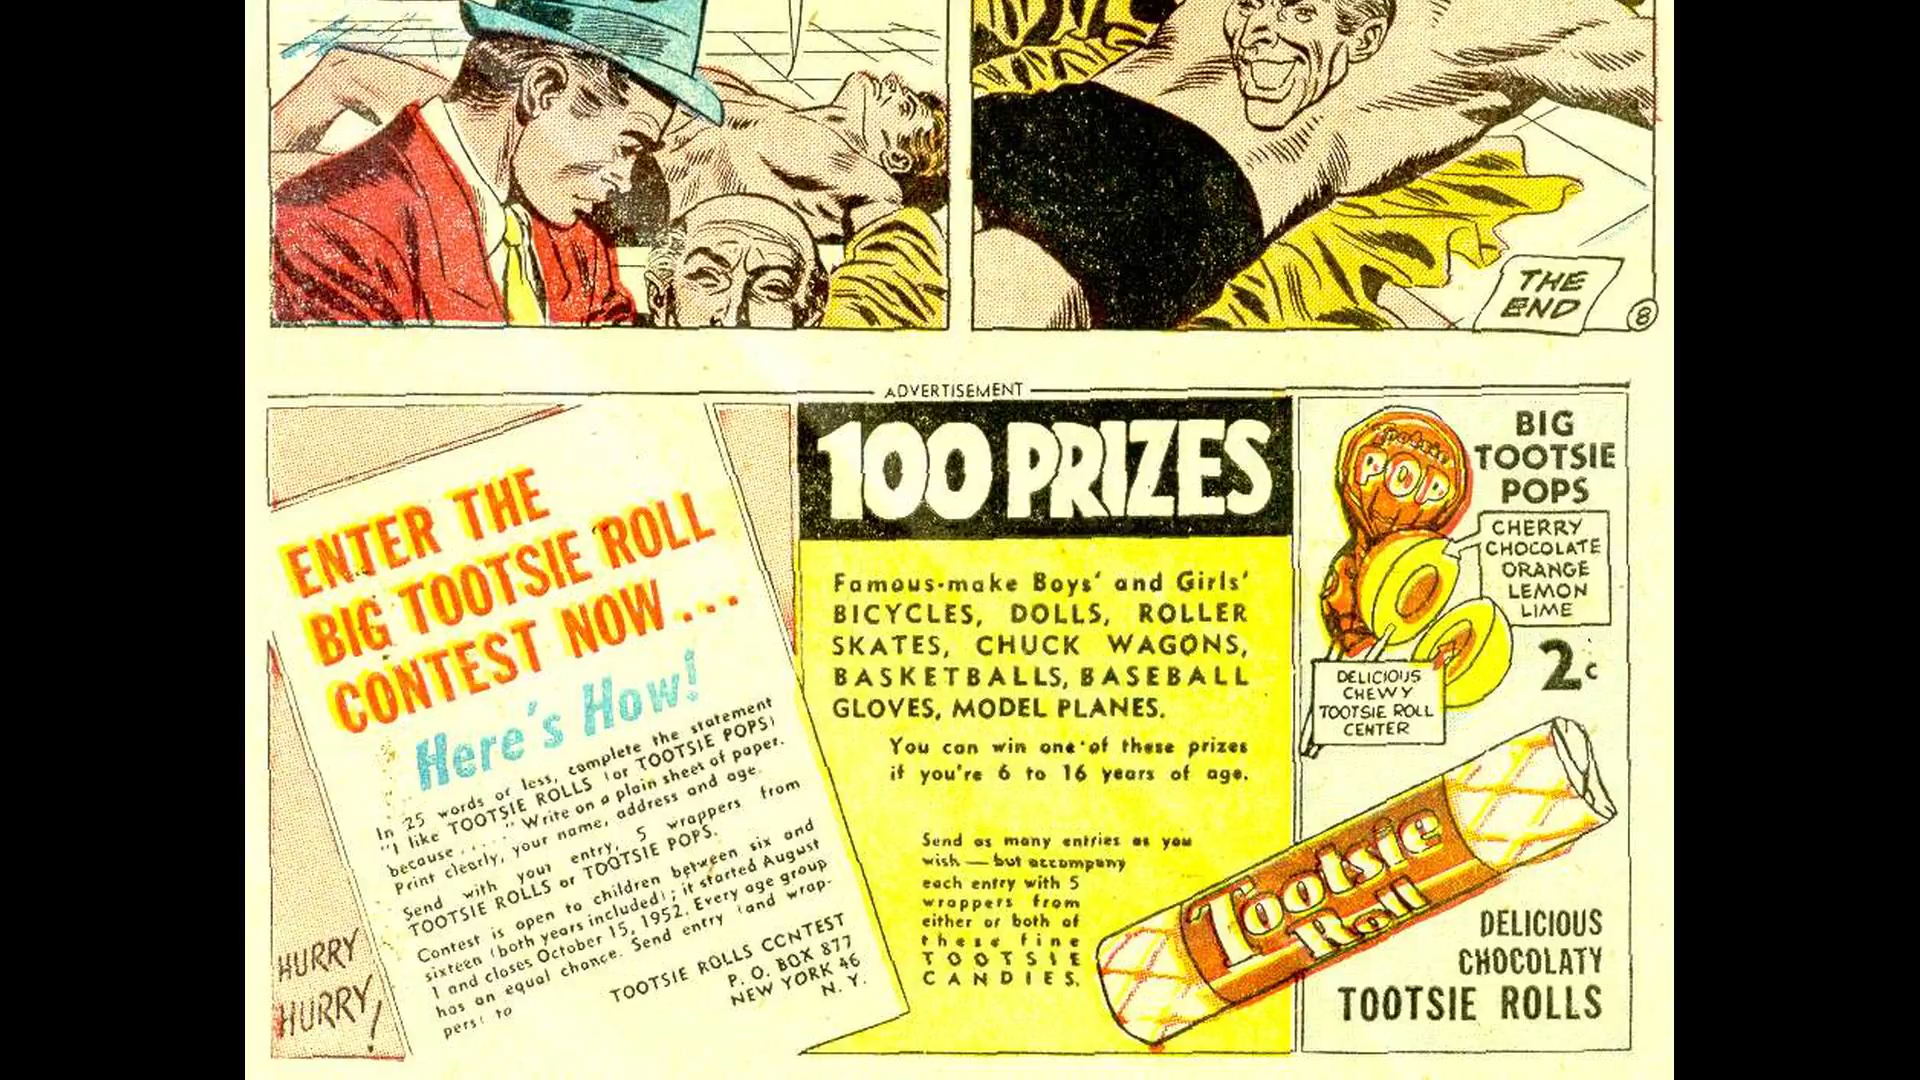 THE
END
8
ADVERTISEMENT
ENTER THE
BIG TOOTSIE ROLL
CONTEST NOW...
Here's How!
In 25 words or less, complete the statement
"I like TOOTSIE ROLLS (or TOOTSIE POPS)
because....." Write on a plain sheet of paper.
Print clearly, your name, address and age.
Send with your entry, 5 wrappers from
TOOTSIE ROLLS or TOOTSIE POPS.
Contest is open to children between six and
sixteen (both years included); it started August
1 and closes October 15, 1952. Every age group
has an equal chance. Send entry (and wrap-
pers) to
TOOTSIE ROLLS CONTEST
P. O. BOX 877
NEW YORK 46
N. Y.
HURRY
HURRY!
100 PRIZES
Famous-make Boys' and Girls'
BICYCLES, DOLLS, ROLLER
SKATES, CHUCK WAGONS,
BASKETBALLS, BASEBALL
GLOVES, MODEL PLANES.
You can win one of these prizes
if you're 6 to 16 years of age.
Send as many entries as you
wish — but accompany
each entry with 5
wrappers from
either or both of
these fine
TOOTSIE
CANDIES.
Tootsie
Roll
Tootsie
POP
BIG
TOOTSIE
POPS
CHERRY
CHOCOLATE
ORANGE
LEMON
LIME
2c
DELICIOUS
CHEWY
TOOTSIE ROLL
CENTER
DELICIOUS
CHOCOLATY
TOOTSIE ROLLS